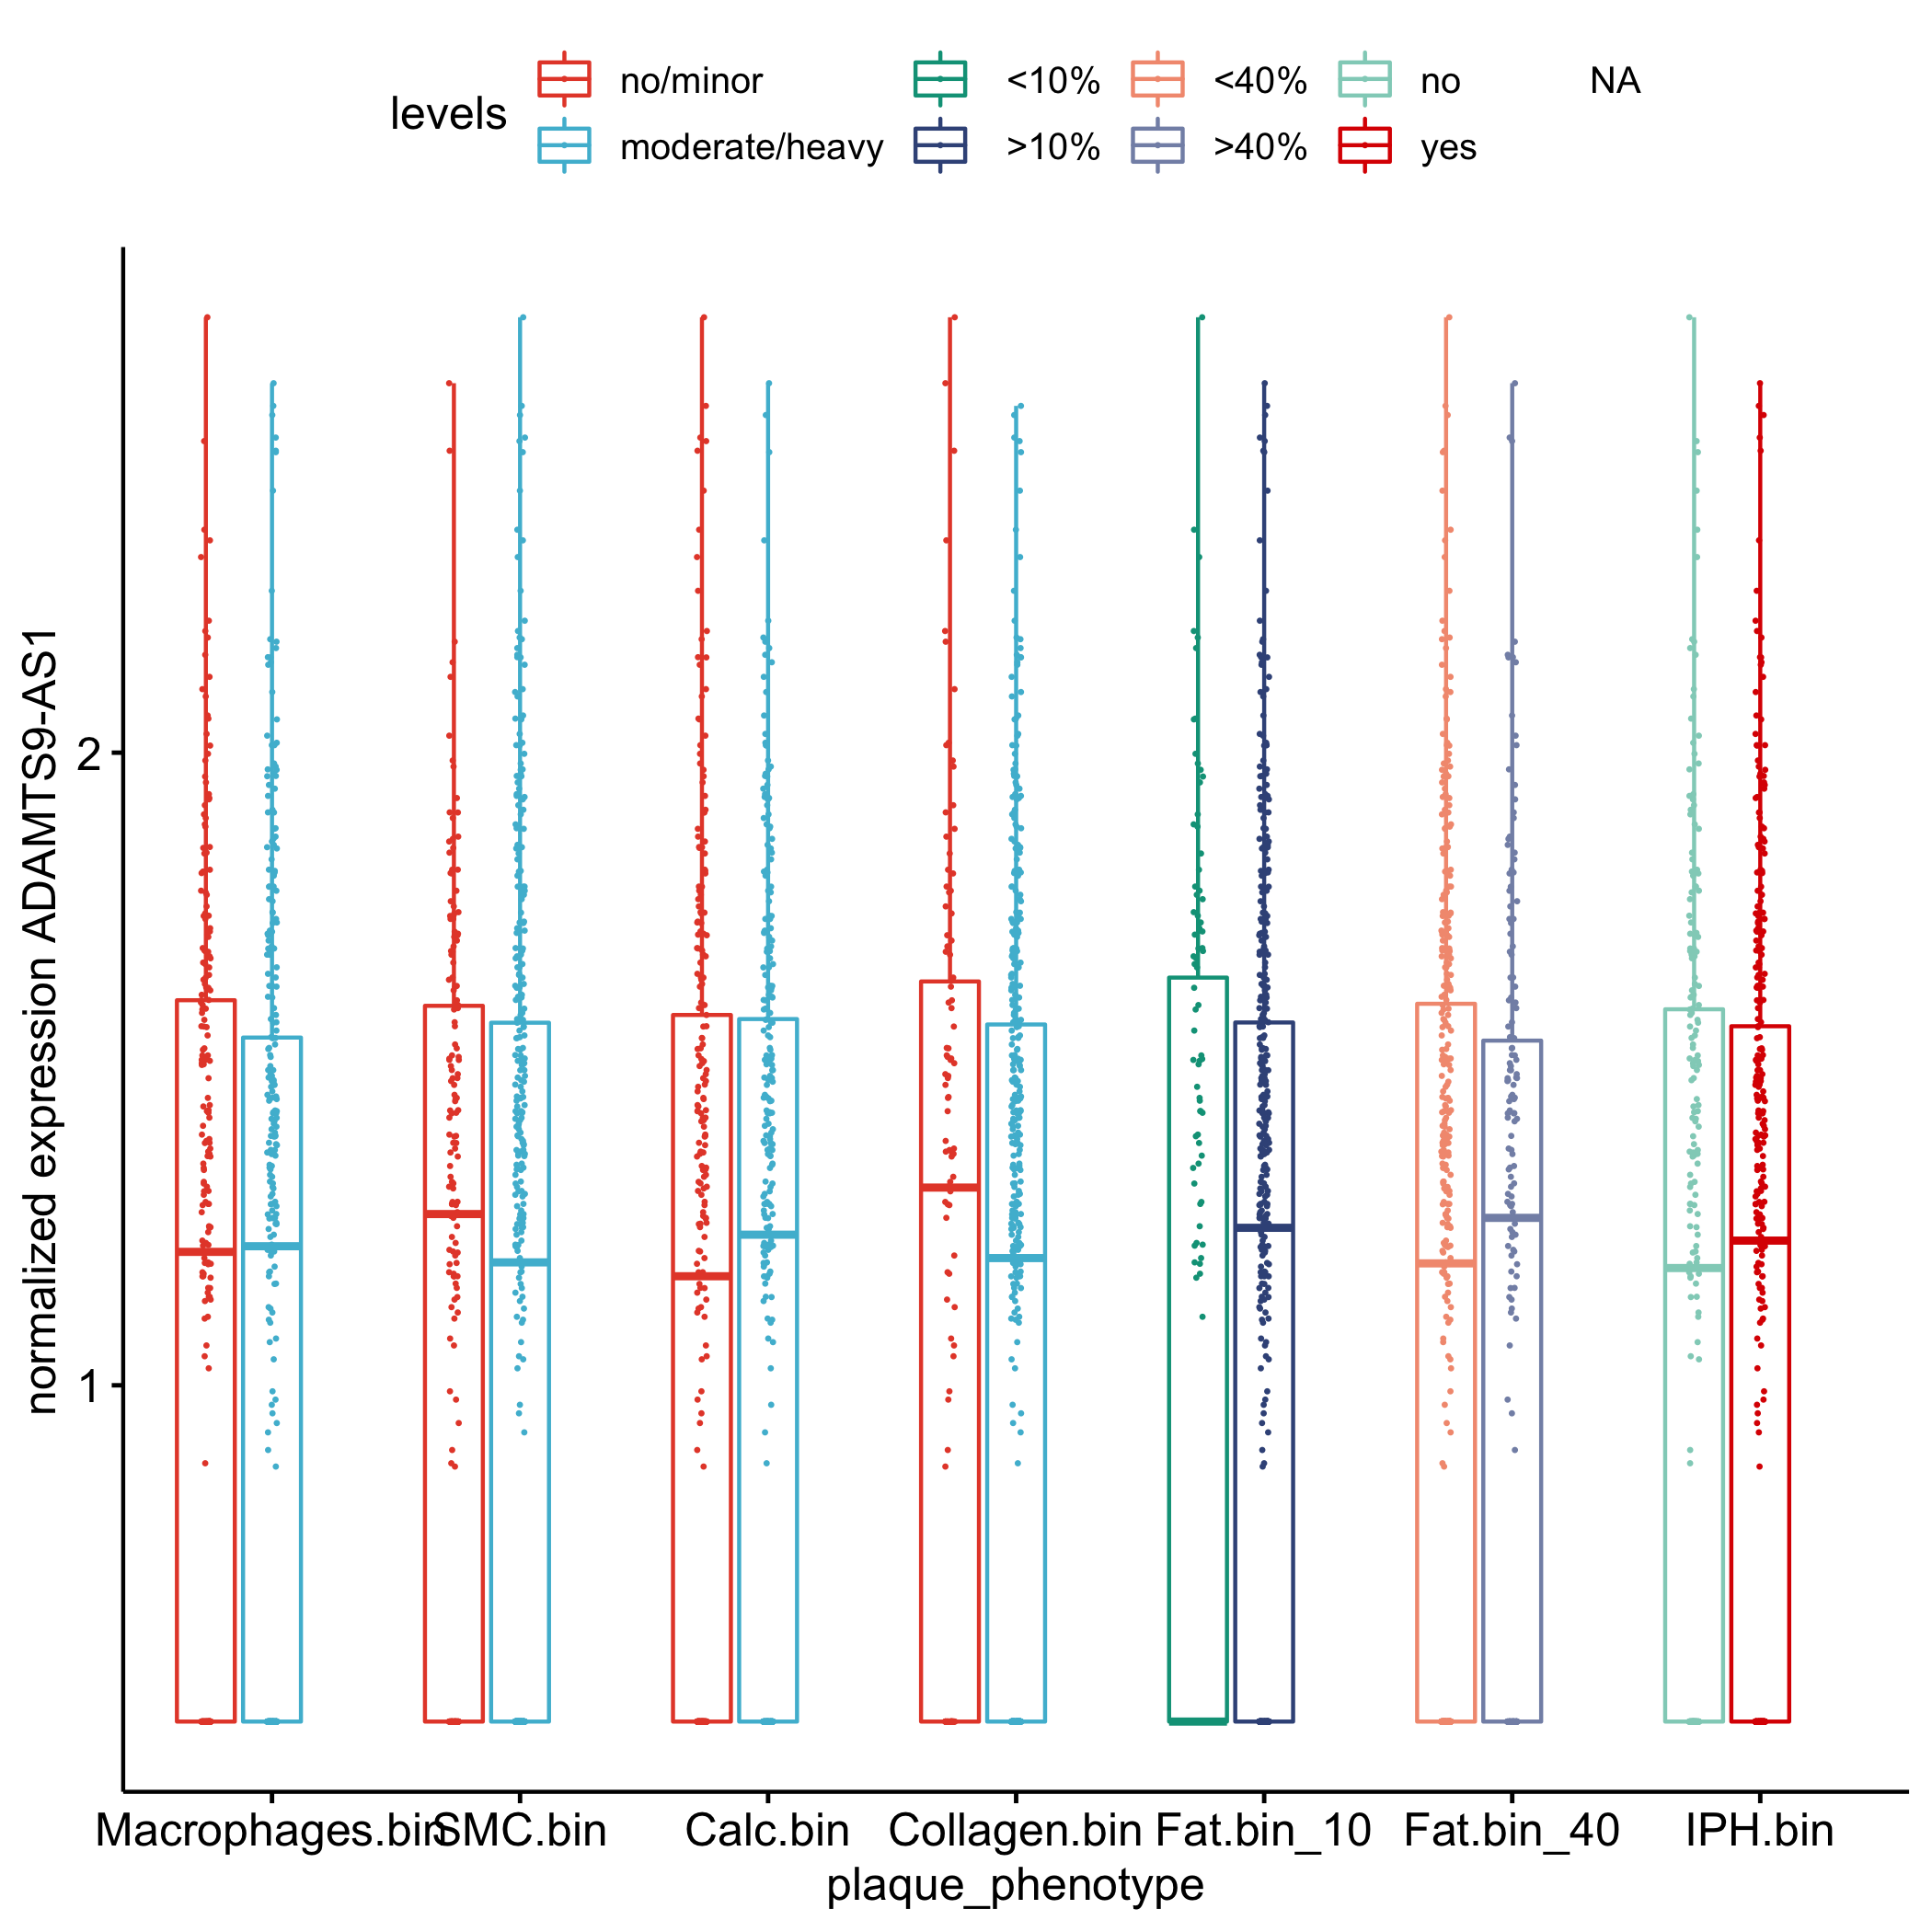 levels
no/minor <10% <40% no NA
moderate/heavy >10% >40% yes
normalized expression ADAMTS9-AS1
2
1
Macrophages.bin SMC.bin Calc.bin Collagen.bin Fat.bin_10 Fat.bin_40 IPH.bin
plaque_phenotype